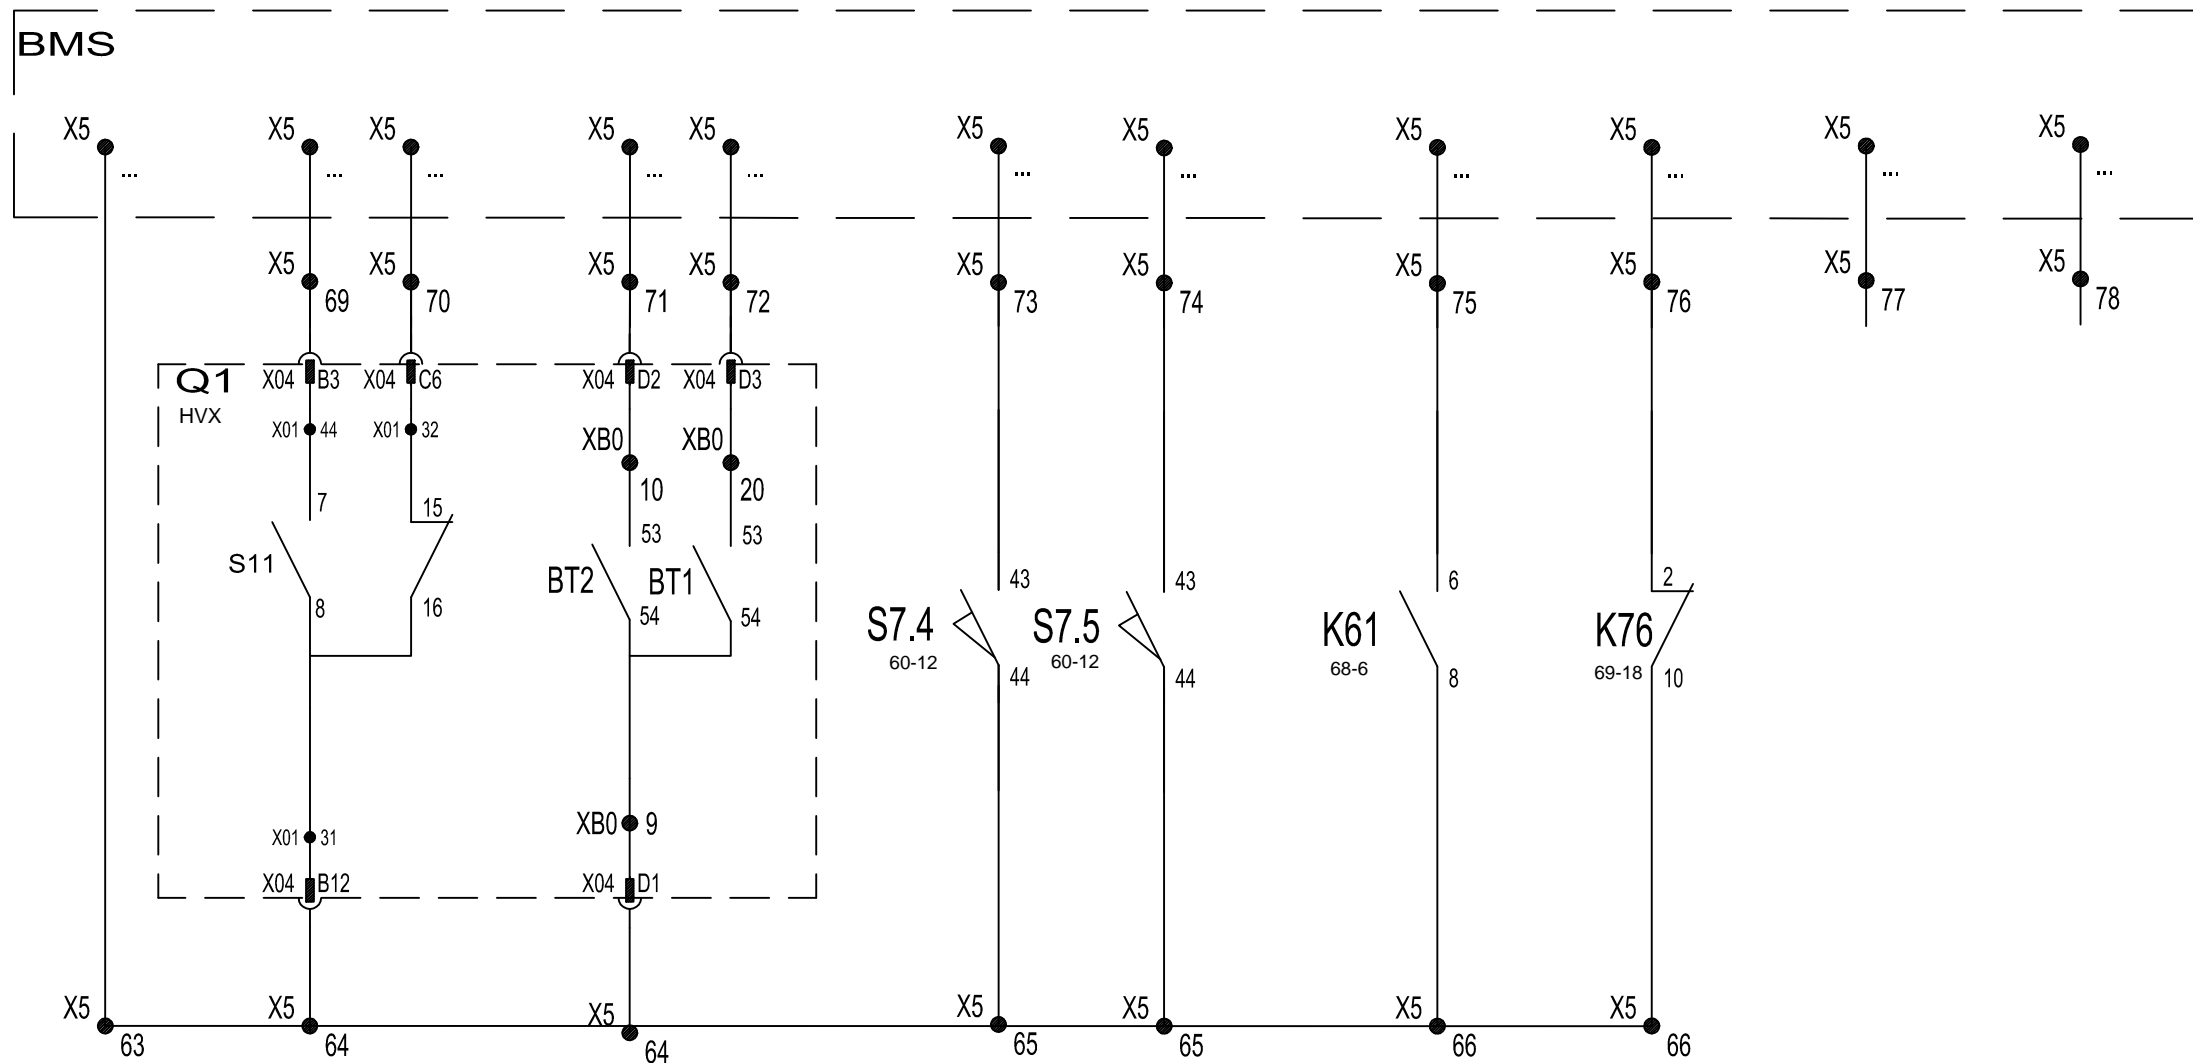 BMS
X5 X5 X5 X5 X5 X5 X5 X5 X5 X5 X5
... ... ... ... ... ... ... ... ... ... ...
X5 X5 X5 X5 X5 X5 X5 X5 X5 X5
69 70 71 72 73 74 75 76 77 78
Q1 X04 B3 X04 C6 X04 D2 X04 D3
HVX
X01 44 X01 32 XB0 XB0
10 20
7 15 53 53
S11 BT2 BT1 43 43 6 2
8 16 54 54
S7.4 S7.5 K61 K76
60-12 60-12 68-6 69-18
44 44 8 10
X01 31 XB0 9
X04 B12 X04 D1
X5 X5 X5 X5 X5 X5 X5
63 64 64 65 65 66 66